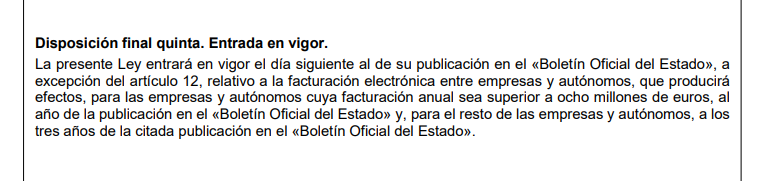 Disposición final quinta. Entrada en vigor.
La presente Ley entrará en vigor el día siguiente al de su publicación en el «Boletín Oficial del Estado», a
excepción del artículo 12, relativo a la facturación electrónica entre empresas y autónomos, que producirá
efectos, para las empresas y autónomos cuya facturación anual sea superior a ocho millones de euros, al
año de la publicación en el «Boletín Oficial del Estado» y, para el resto de las empresas y autónomos, a los
tres años de la citada publicación en el «Boletín Oficial del Estado».